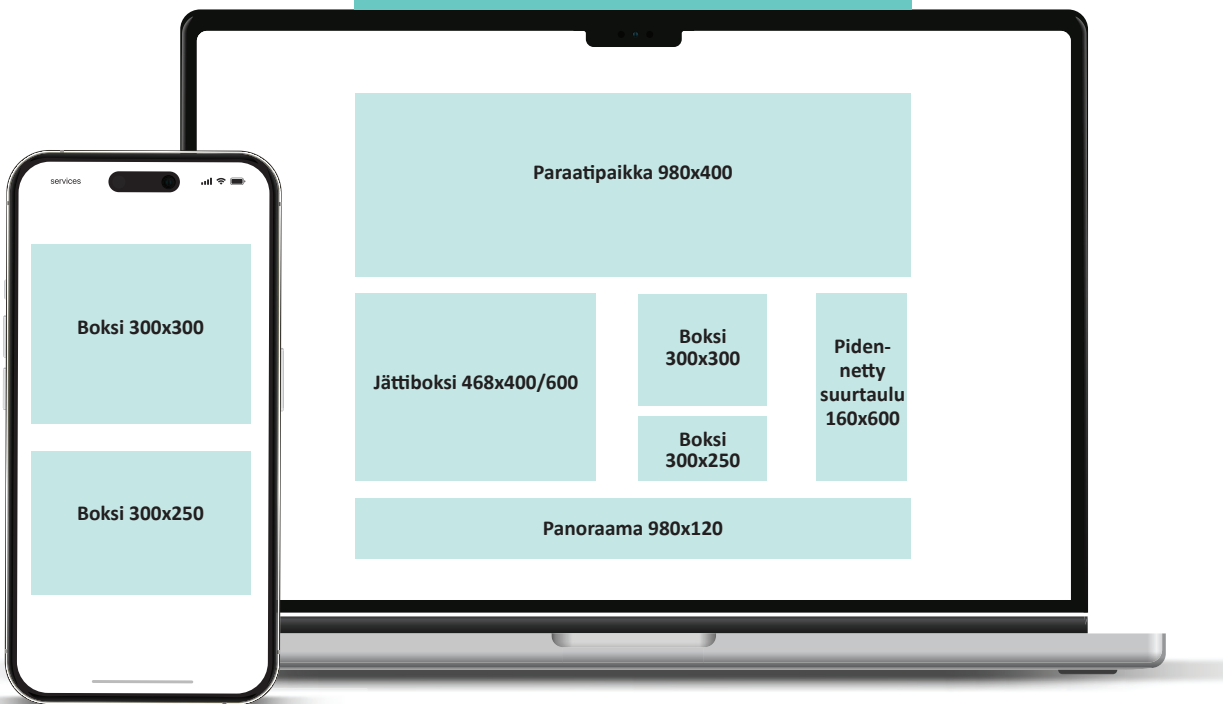 services
Boksi 300x300
Boksi 300x250
Paraatipaikka 980x400
Jättiboksi 468x400/600
Boksi
300x300
Boksi
300x250
Piden-
netty
suurtaulu
160x600
Panoraama 980x120